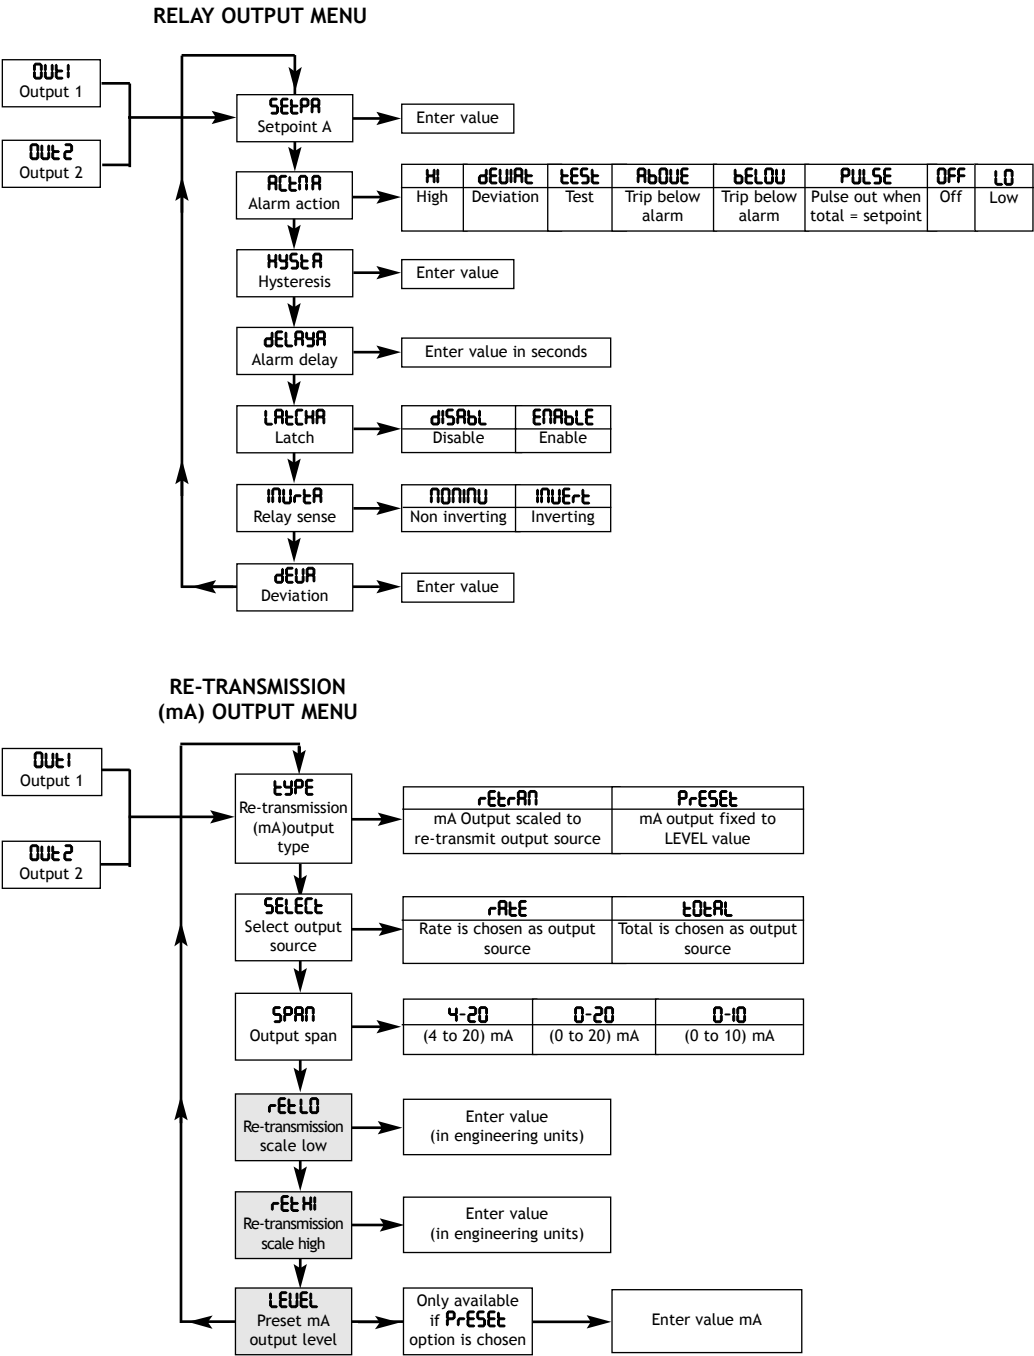 RELAY OUTPUT MENU
OUt1
Output 1
OUt2
Output 2
SEtPA
Setpoint A
Enter value
ACtnA
Alarm action
HI
High
dEVIAt
Deviation
tESt
Test
AbOVE
Trip below
alarm
bELOU
Trip below
alarm
PULSE
Pulse out when
total = setpoint
OFF
Off
LO
Low
HYStA
Hysteresis
Enter value
dELAYA
Alarm delay
Enter value in seconds
LAtCHA
Latch
dISAbL
Disable
EnAbLE
Enable
InVrtA
Relay sense
nOnInV
Non inverting
InVErt
Inverting
dEVA
Deviation
Enter value
RE-TRANSMISSION
(mA) OUTPUT MENU
OUt1
Output 1
OUt2
Output 2
tYPE
Re-transmission
(mA)output
type
rEtrAn
mA Output scaled to
re-transmit output source
PrESEt
mA output fixed to
LEVEL value
SELECt
Select output
source
rAtE
Rate is chosen as output
source
tOtAL
Total is chosen as output
source
SPAn
Output span
4-20
(4 to 20) mA
0-20
(0 to 20) mA
0-10
(0 to 10) mA
rEt LO
Re-transmission
scale low
Enter value
(in engineering units)
rEt HI
Re-transmission
scale high
Enter value
(in engineering units)
LEVEL
Preset mA
output level
Only available
if PrESEt
option is chosen
Enter value mA